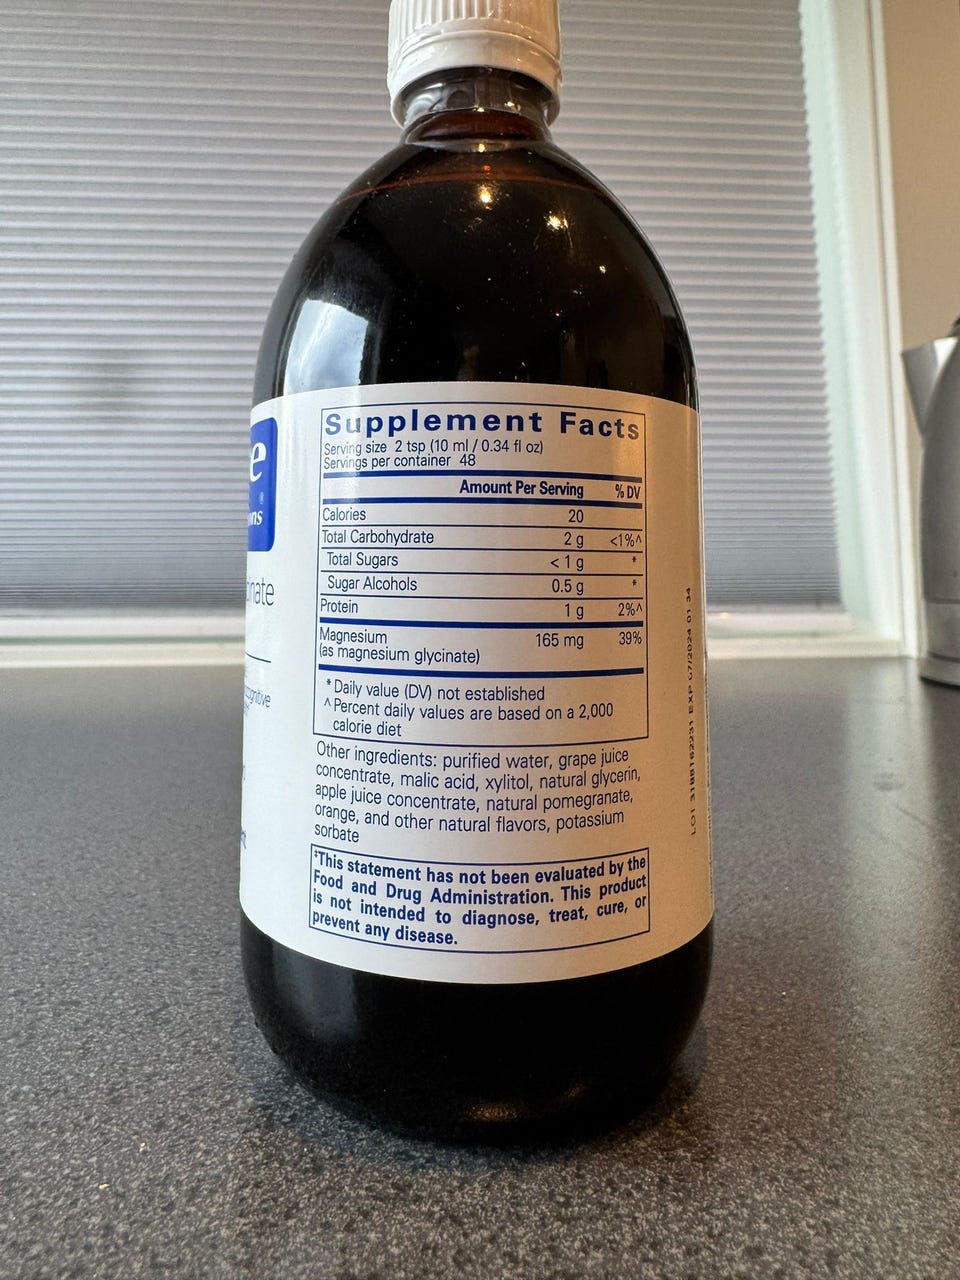 e
ons
®
inate
ognitive
Supplement Facts
Serving size 2 tsp (10 ml / 0.34 fl oz)
Servings per container 48
Amount Per Serving % DV
Calories 20
Total Carbohydrate 2 g <1%^
Total Sugars < 1 g *
Sugar Alcohols 0.5 g *
Protein 1 g 2%^
Magnesium 165 mg 39%
(as magnesium glycinate)
* Daily value (DV) not established
^ Percent daily values are based on a 2,000
calorie diet
Other ingredients: purified water, grape juice
concentrate, malic acid, xylitol, natural glycerin,
apple juice concentrate, natural pomegranate,
orange, and other natural flavors, potassium
sorbate
‡This statement has not been evaluated by the
Food and Drug Administration. This product
is not intended to diagnose, treat, cure, or
prevent any disease.
LOT 3188162231 EXP 07/2024 01 34